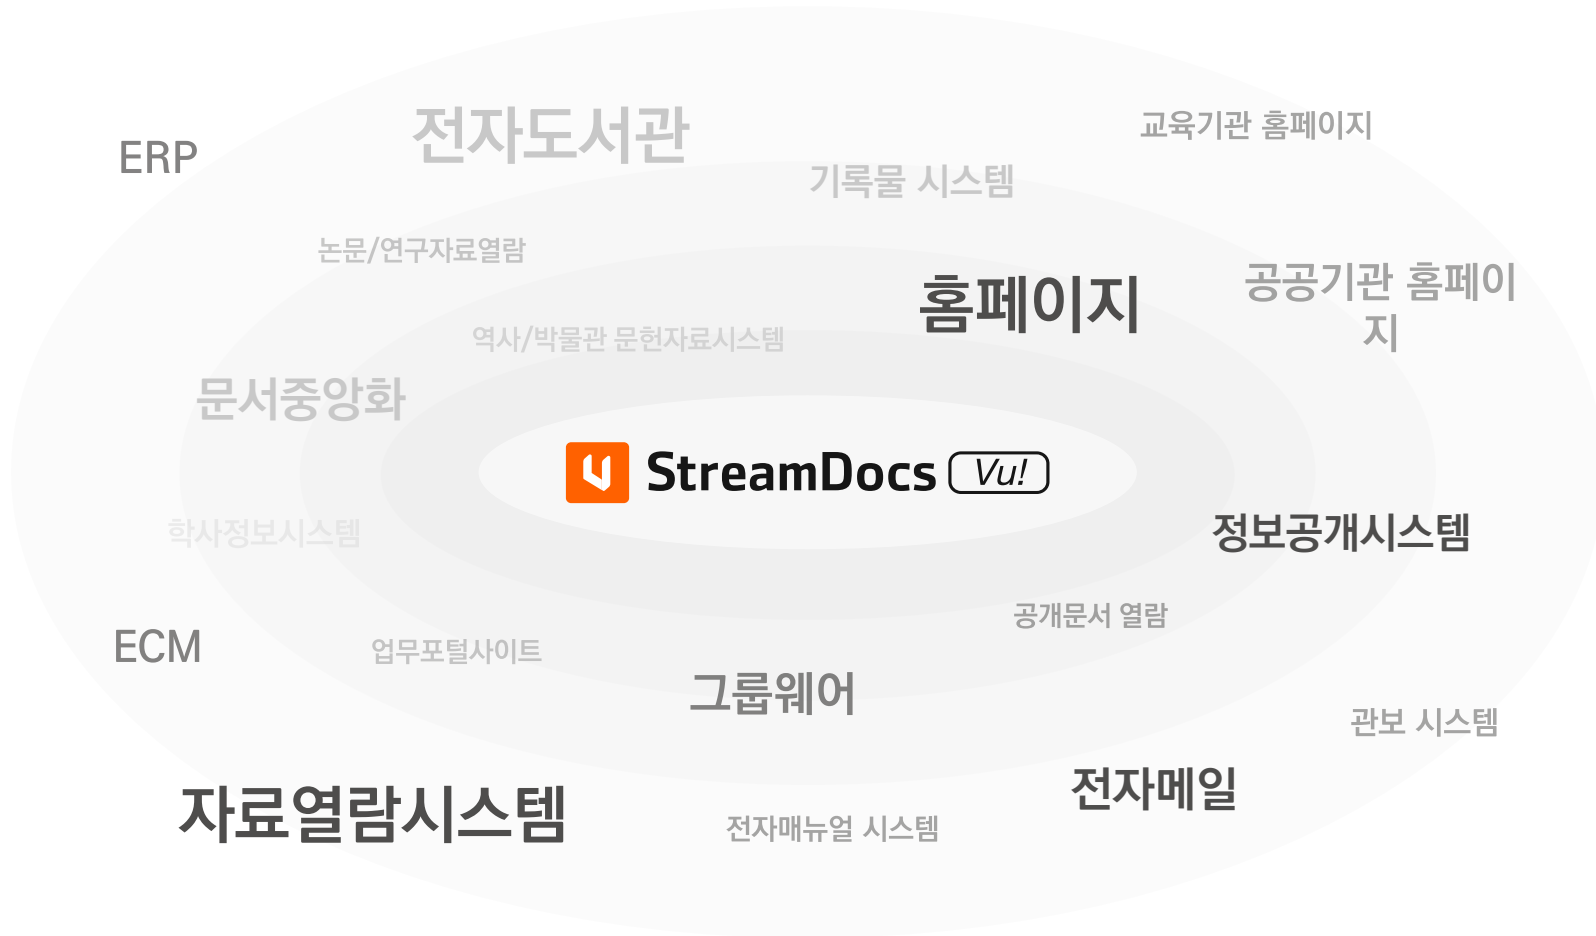 전자도서관
교육기관 홈페이지
ERP
기록물 시스템
논문/연구자료열람
홈페이지
공공기관 홈페이
지
역사/박물관 문헌자료시스템
문서중앙화
StreamDocs Vu!
학사정보시스템
정보공개시스템
공개문서 열람
ECM
업무포털사이트
그룹웨어
관보 시스템
전자메일
자료열람시스템
전자매뉴얼 시스템